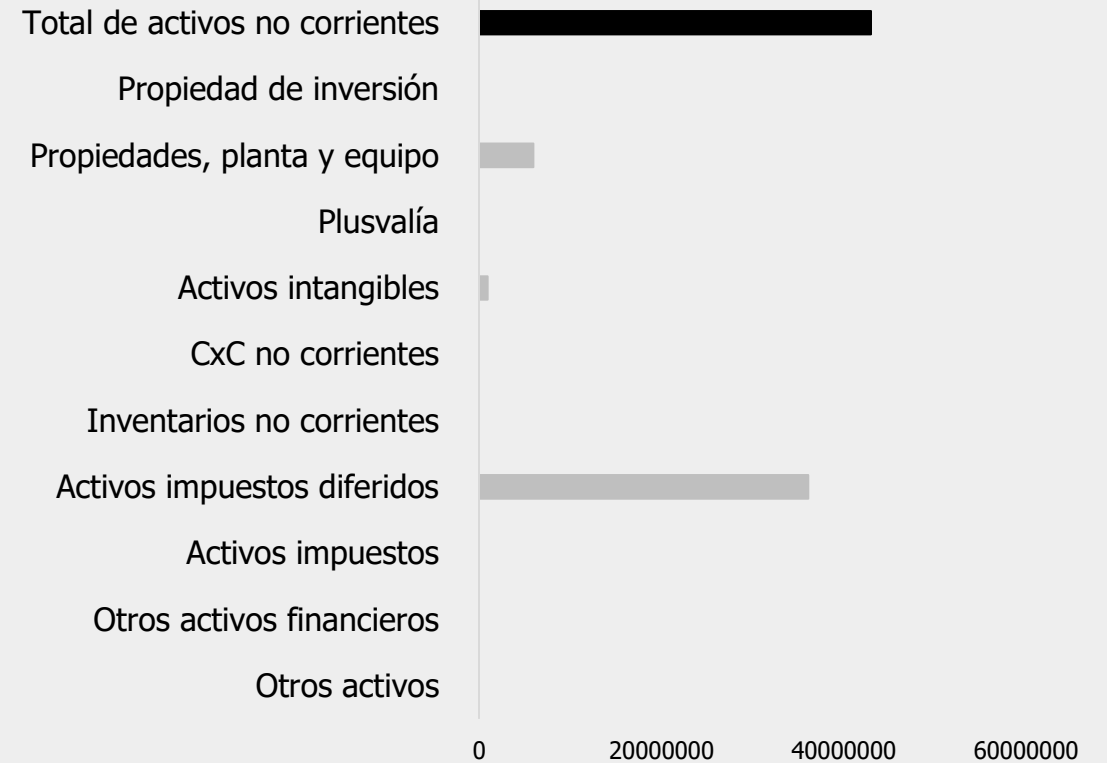 Total de activos no corrientes
Propiedad de inversión
Propiedades, planta y equipo
Plusvalía
Activos intangibles
CxC no corrientes
Inventarios no corrientes
Activos impuestos diferidos
Activos impuestos
Otros activos financieros
Otros activos
0 20000000 40000000 60000000